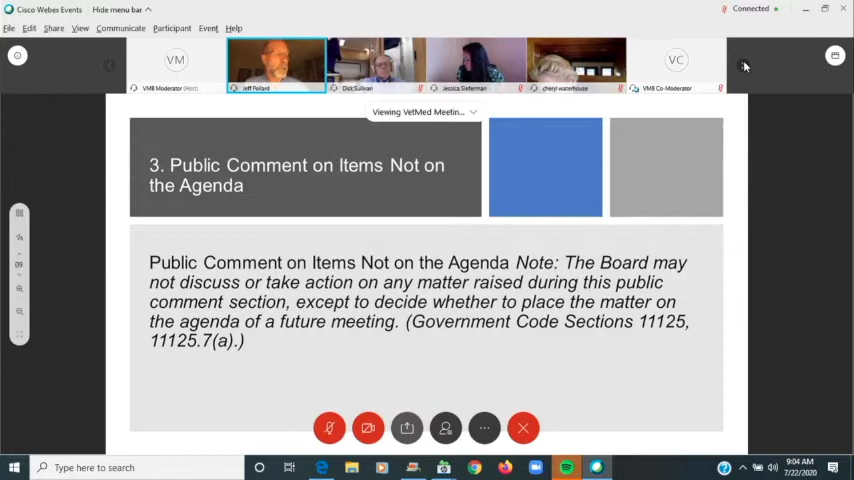 Cisco Webex Events
Hide menu bar
Connected
File Edit Share View Communicate Participant Event Help
VM
VC
VMB Moderator (Host)
Jeff Pollard
Dick Sullivan
Jessica Sieferman
cheryl waterhouse
VMB Co-Moderator
Viewing VetMed Meetin...
3. Public Comment on Items Not on
the Agenda
Public Comment on Items Not on the Agenda Note: The Board may
not discuss or take action on any matter raised during this public
comment section, except to decide whether to place the matter on
the agenda of a future meeting. (Government Code Sections 11125,
11125.7(a).)
09
Type here to search
9:04 AM
7/22/2020